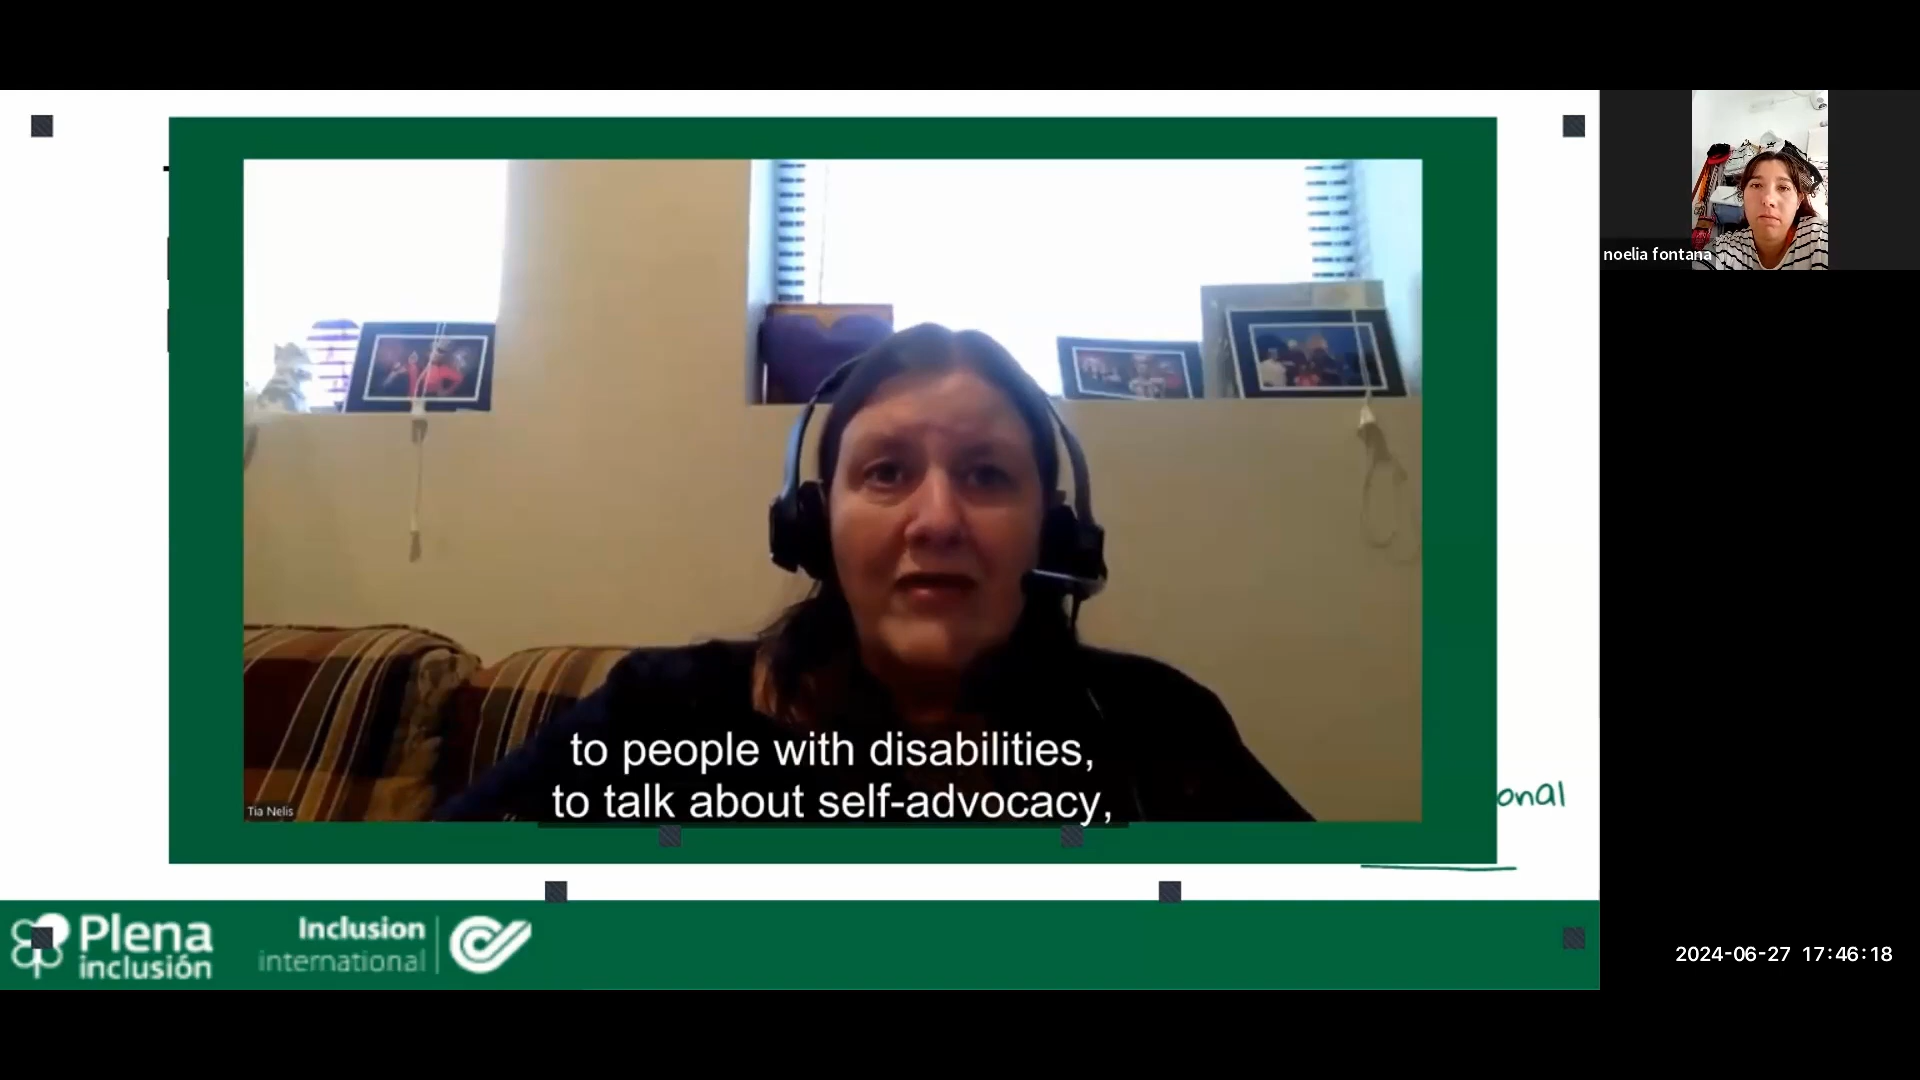 noelia fontana
to people with disabilities,
to talk about self-advocacy,
Tia Nelis
onal
Plena
inclusión
Inclusion
international
2024-06-27 17:46:18